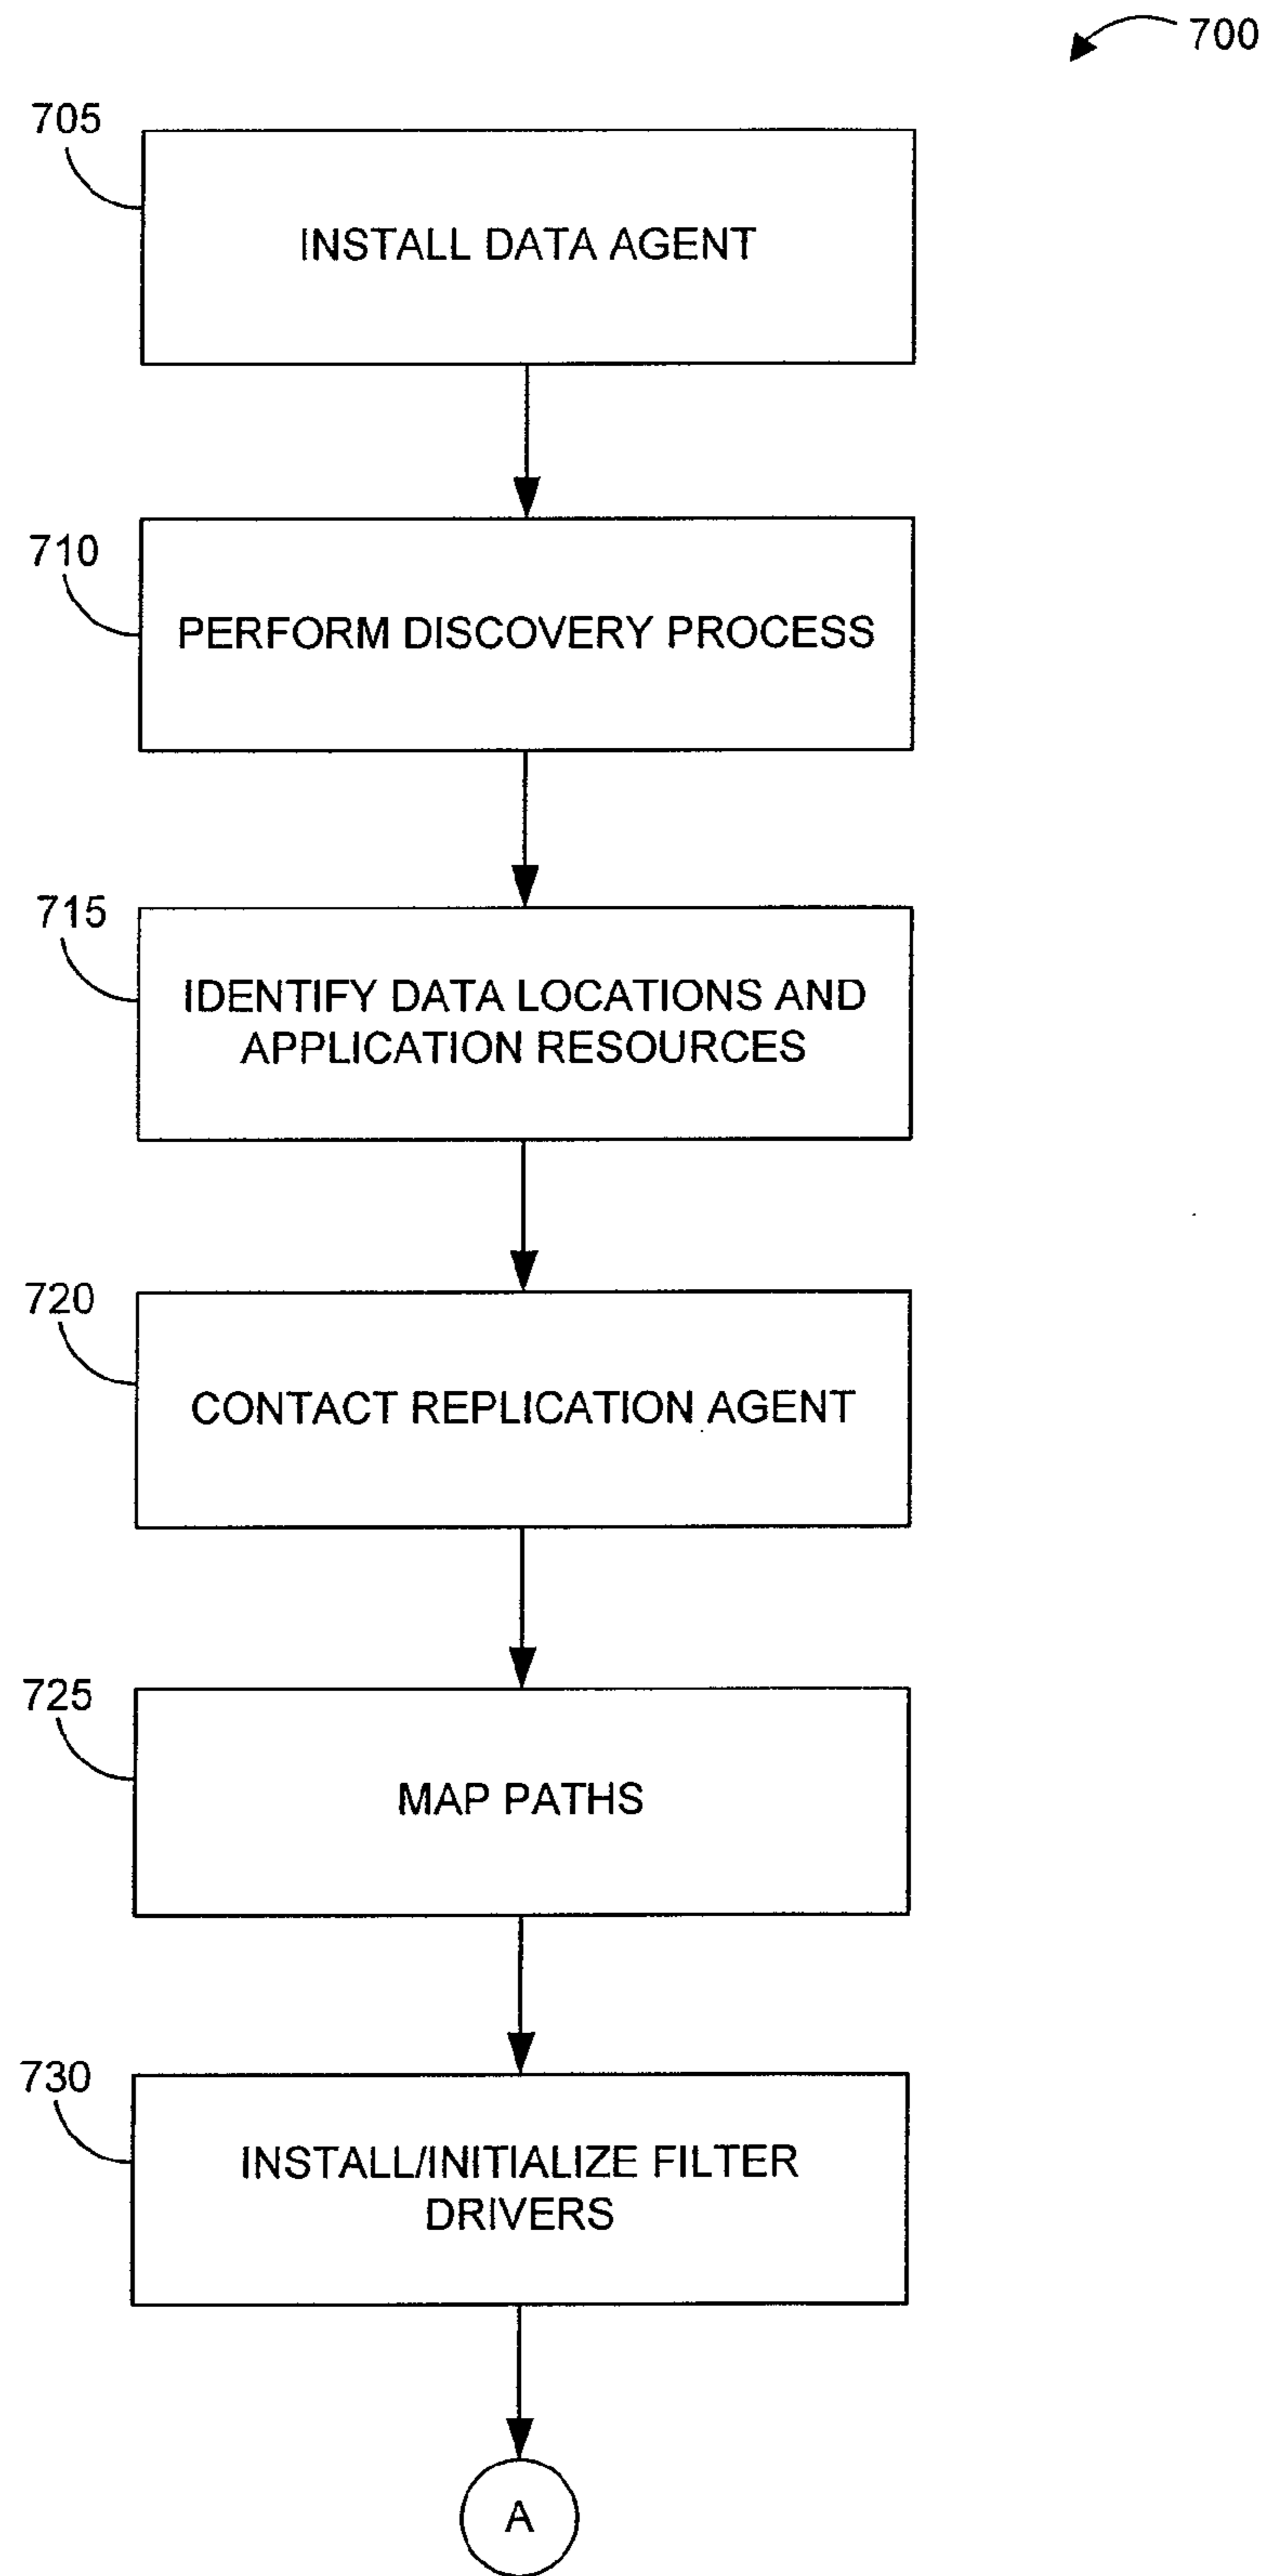 700
705
INSTALL DATA AGENT
710
PERFORM DISCOVERY PROCESS
715
IDENTIFY DATA LOCATIONS AND
APPLICATION RESOURCES
720
CONTACT REPLICATION AGENT
725
MAP PATHS
730
INSTALL/INITIALIZE FILTER
DRIVERS
A